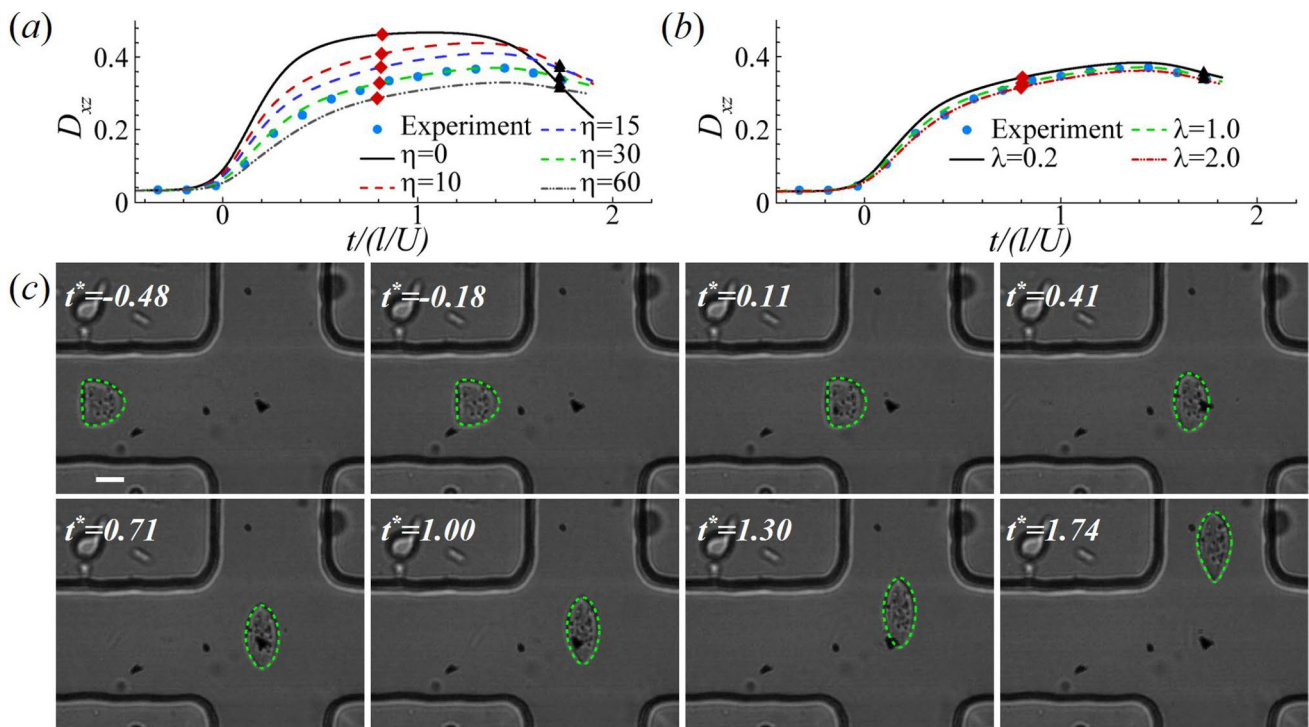 (a)
D_xz
0.4
0.2
0
0
1
2
t/(l/U)
Experiment
η=0
η=10
η=15
η=30
η=60
(b)
D_xz
0.4
0.2
0
0
1
2
t/(l/U)
Experiment
λ=0.2
λ=1.0
λ=2.0
(c)
t*=-0.48
t*=-0.18
t*=0.11
t*=0.41
t*=0.71
t*=1.00
t*=1.30
t*=1.74